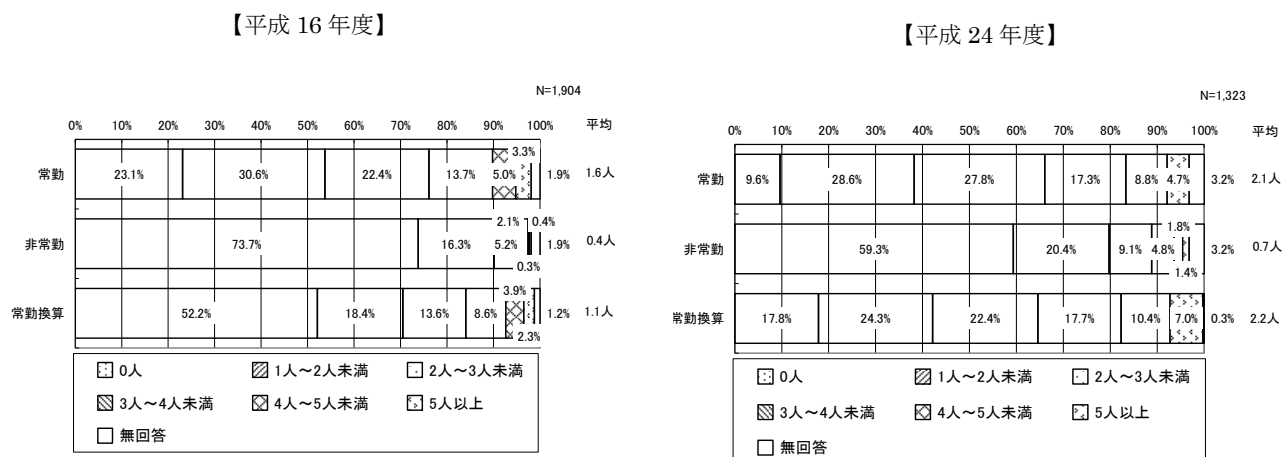 【平成 16 年度】
N=1,904
0% 10% 20% 30% 40% 50% 60% 70% 80% 90% 100% 平均
3.3%
常勤 23.1% 30.6% 22.4% 13.7% 5.0% 1.9% 1.6人
2.1% 0.4%
非常勤 73.7% 16.3% 5.2% 1.9% 0.4人
0.3%
3.9%
常勤換算 52.2% 18.4% 13.6% 8.6% 1.2% 1.1人
2.3%
0人 1人～2人未満 2人～3人未満
3人～4人未満 4人～5人未満 5人以上
無回答
【平成 24 年度】
N=1,323
0% 10% 20% 30% 40% 50% 60% 70% 80% 90% 100% 平均
常勤 9.6% 28.6% 27.8% 17.3% 8.8% 4.7% 3.2% 2.1人
1.8%
非常勤 59.3% 20.4% 9.1% 4.8% 3.2% 0.7人
1.4%
常勤換算 17.8% 24.3% 22.4% 17.7% 10.4% 7.0% 0.3% 2.2人
0人 1人～2人未満 2人～3人未満
3人～4人未満 4人～5人未満 5人以上
無回答